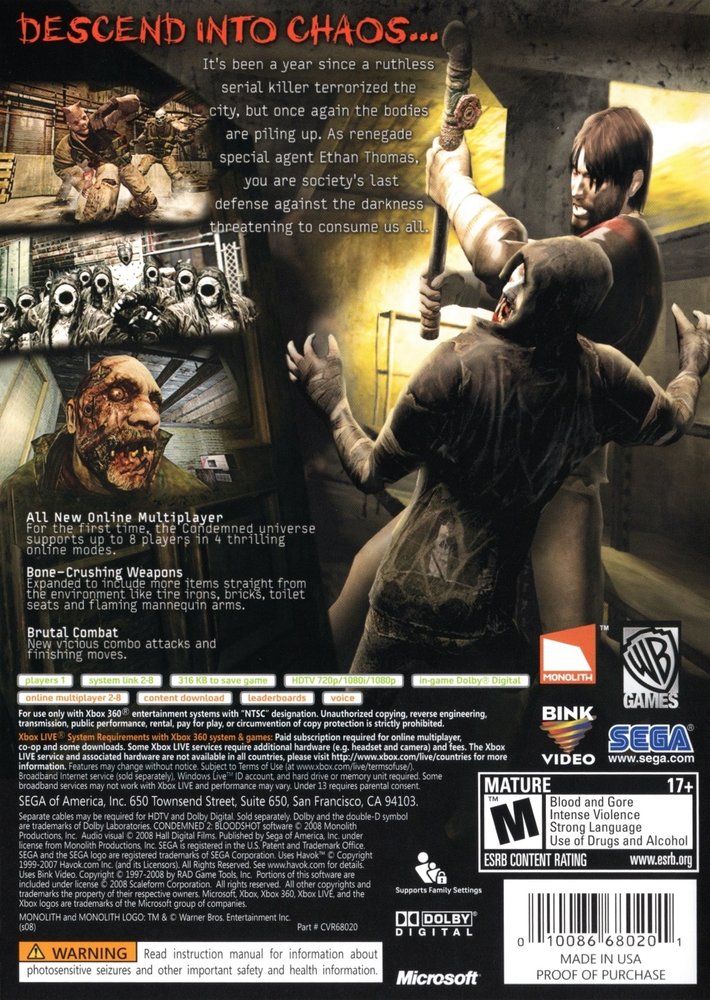 DESCEND INTO CHAOS...
It's been a year since a ruthless
serial killer terrorized the
city, but once again the bodies
are piling up. As renegade
special agent Ethan Thomas,
you are society's last
defense against the darkness
threatening to consume us all.
All New Online Multiplayer
For the first time, the Condemned universe
supports up to 8 players in 4 thrilling
online modes.
Bone-Crushing Weapons
Expanded to include more items straight from
the environment like tire irons, bricks, toilet
seats and flaming mannequin arms.
Brutal Combat
New vicious combo attacks and
finishing moves.
players 1 system link 2-8 316 KB to save game HDTV 720p/1080i/1080p in-game Dolby® Digital
online multiplayer 2-8 content download leaderboards voice
MONOLITH ™
WB
GAMES
BINK
VIDEO
SEGA®
www.sega.com
For use only with Xbox 360® entertainment systems with "NTSC" designation. Unauthorized copying, reverse engineering,
transmission, public performance, rental, pay for play, or circumvention of copy protection is strictly prohibited.
Xbox LIVE® System Requirements with Xbox 360 system & games: Paid subscription required for online multiplayer,
co-op and some downloads. Some Xbox LIVE services require additional hardware (e.g. headset and camera) and fees. The Xbox
LIVE service and associated hardware are not available in all countries, please visit http://www.xbox.com/live/countries for more
information. Features may change without notice. Subject to Terms of Use (at www.xbox.com/live/termsofuse/).
Broadband Internet service (sold separately), Windows Live™ ID account, and hard drive or memory unit required. Some
broadband services may not work with Xbox LIVE and performance may vary. Under 13 requires parental consent.
SEGA of America, Inc. 650 Townsend Street, Suite 650, San Francisco, CA 94103.
Separate cables may be required for HDTV and Dolby Digital. Sold separately. Dolby and the double-D symbol
are trademarks of Dolby Laboratories. CONDEMNED 2: BLOODSHOT software © 2008 Monolith
Productions, Inc. Audio visual © 2008 Hall Digital Films. Published by Sega of America, Inc. under
license from Monolith Productions, Inc. SEGA is registered in the U.S. Patent and Trademark Office.
SEGA and the SEGA logo are registered trademarks of SEGA Corporation. Uses Havok™ © Copyright
1999-2007 Havok.com Inc. (and its Licensors). All Rights Reserved. See www.havok.com for details.
Uses Bink Video. Copyright © 1997-2008 by RAD Game Tools, Inc. Portions of this software are
included under license © 2008 Scaleform Corporation. All rights reserved. All other copyrights and
trademarks the property of their respective owners. Microsoft, Xbox, Xbox 360, Xbox LIVE, and the
Xbox logos are trademarks of the Microsoft group of companies.
MONOLITH and MONOLITH LOGO: TM & © Warner Bros. Entertainment Inc.
(s08) Part # CVR68020
WARNING Read instruction manual for information about
photosensitive seizures and other important safety and health information.
Supports Family Settings
DOLBY
DIGITAL
Microsoft®
MATURE 17+
M
™
Blood and Gore
Intense Violence
Strong Language
Use of Drugs and Alcohol
ESRB CONTENT RATING www.esrb.org
0 10086 68020 1
MADE IN USA
PROOF OF PURCHASE